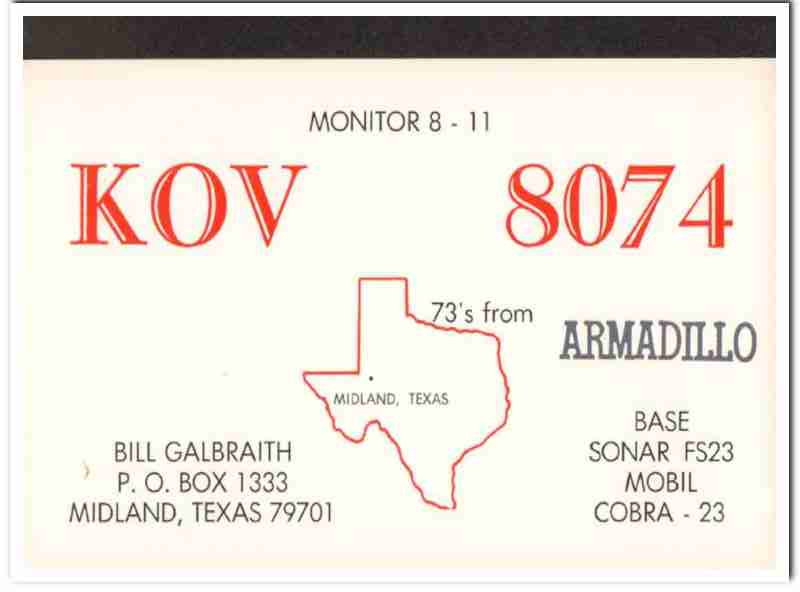 MONITOR 8 - 11
KOV 8074
73's from
ARMADILLO
MIDLAND, TEXAS
BILL GALBRAITH
P. O. BOX 1333
MIDLAND, TEXAS 79701
BASE
SONAR FS23
MOBIL
COBRA - 23